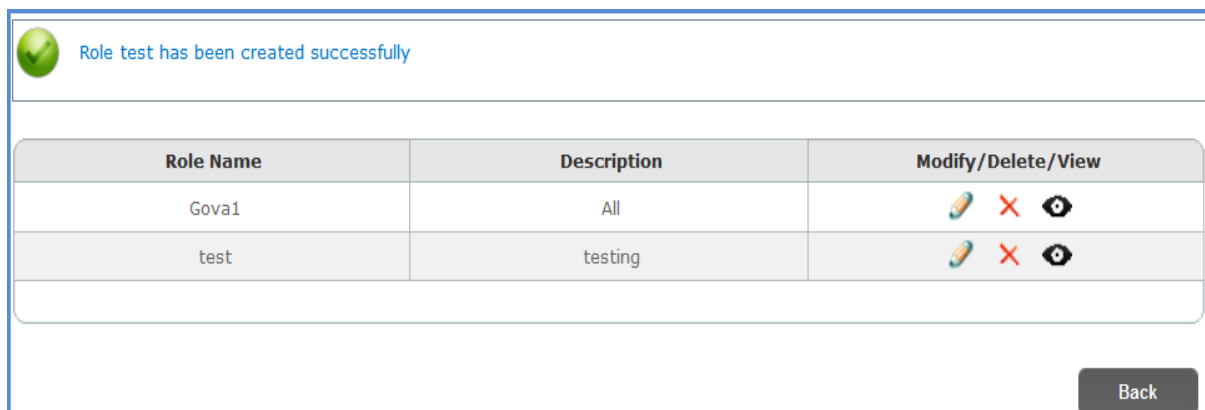 Role test has been created successfully
Role Name Description Modify/Delete/View
Gova1 All
test testing
Back